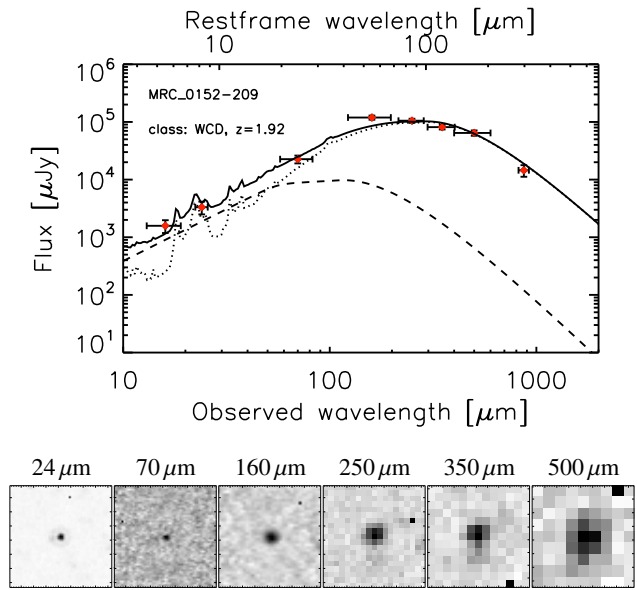 Restframe wavelength [μm]
10 100
10⁶
MRC_0152−209
10⁵
class: WCD, z=1.92
10⁴
Flux [μJy]
10³
10²
10¹
10 100 1000
Observed wavelength [μm]
24 μm 70 μm 160 μm 250 μm 350 μm 500 μm